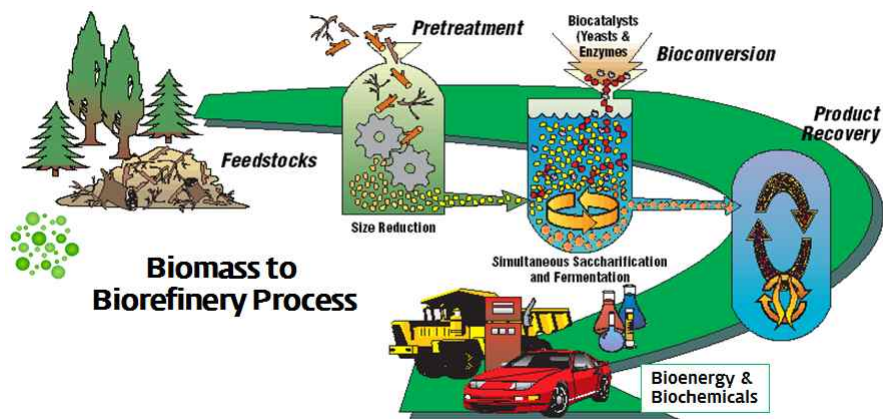 Pretreatment
Biocatalysts
(Yeasts &
Enzymes
Bioconversion
Product
Recovery
Feedstocks
Size Reduction
Simultaneous Saccharification
and Fermentation
Biomass to
Biorefinery Process
Bioenergy &
Biochemicals